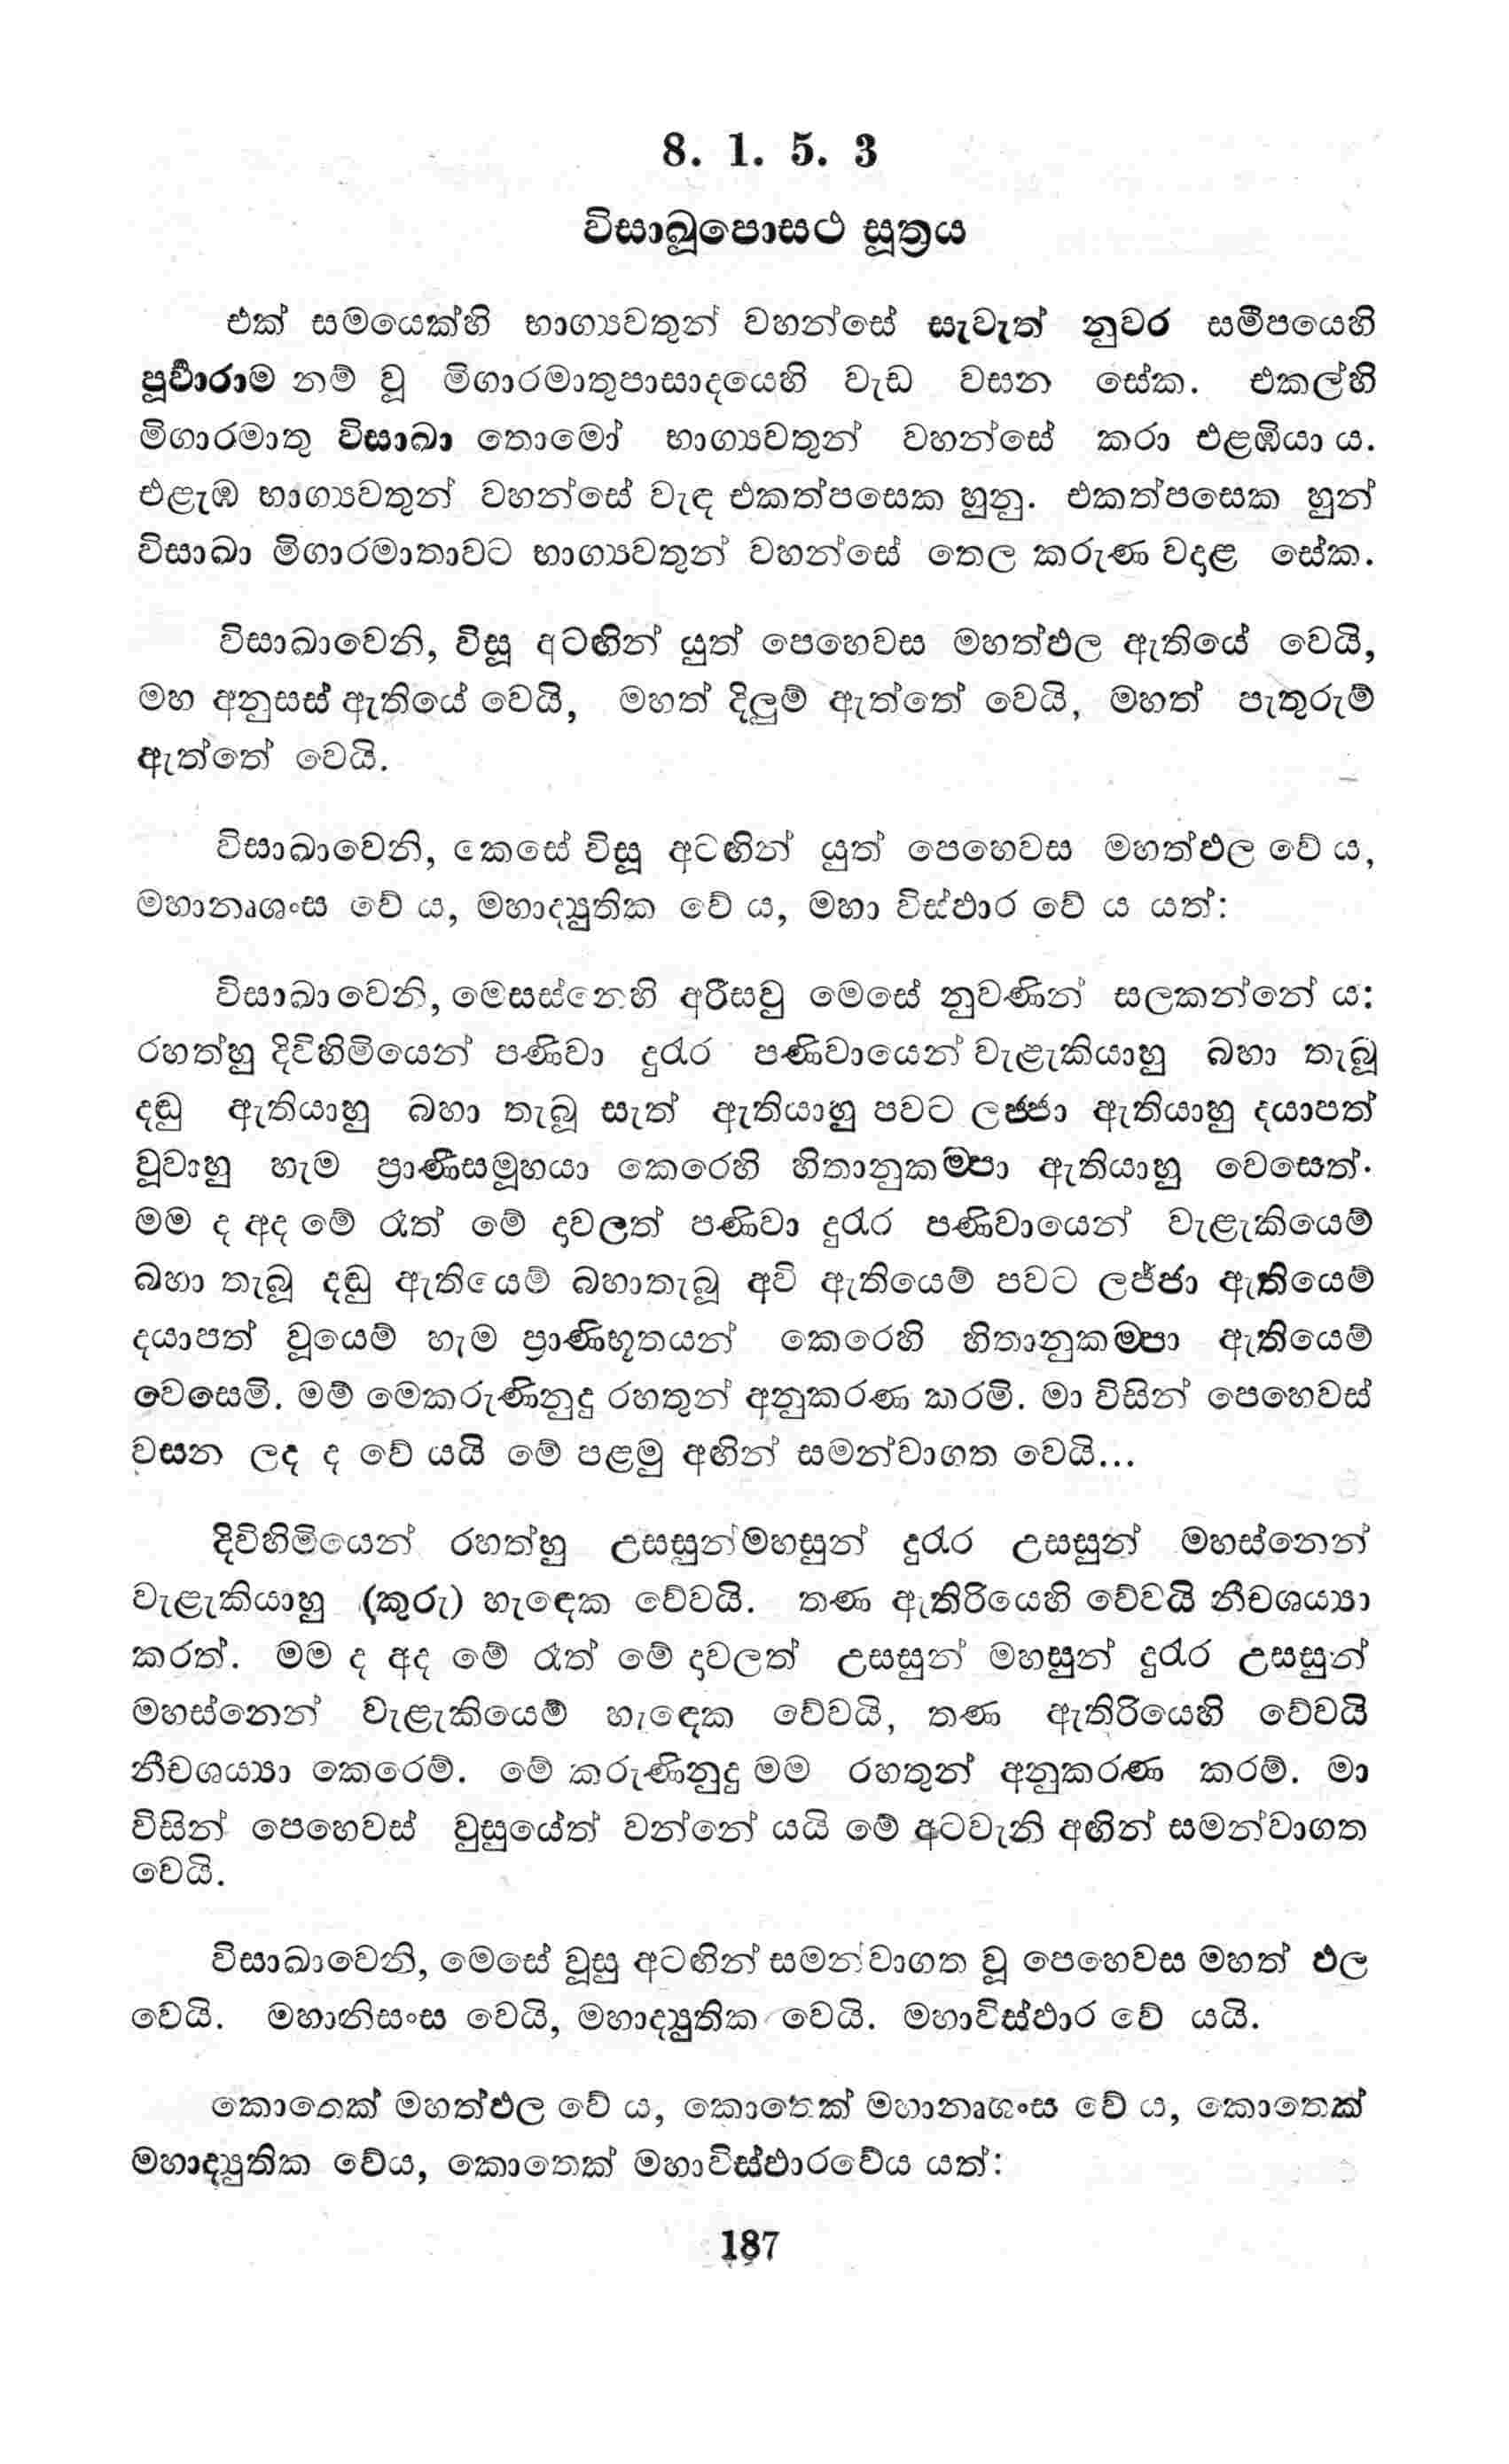 8. 1. 5. 3
විසාඛූපොසථ සූත්‍රය
එක් සමයෙක්හි භාග්‍යවතුන් වහන්සේ සැවැත් නුවර සමීපයෙහි
පූර්‍වාරාම නම් වූ මිගාරමාතුපාසාදයෙහි වැඩ වසන සේක. එකල්හි
මිගාරමාතු විසාඛා තොමෝ භාග්‍යවතුන් වහන්සේ කරා එළඹියා ය.
එළැඹ භාග්‍යවතුන් වහන්සේ වැඳ එකත්පසෙක හුනු. එකත්පසෙක හුන්
විසාඛා මිගාරමාතාවට භාග්‍යවතුන් වහන්සේ තෙල කරුණ වදාළ සේක.
විසාඛාවෙනි, විසූ අටඟින් යුත් පෙහෙවස මහත්ඵල ඇතියේ වෙයි,
මහ අනුසස් ඇතියේ වෙයි, මහත් දිලුම් ඇත්තේ වෙයි, මහත් පැතුරුම්
ඇත්තේ වෙයි.
විසාඛාවෙනි, කෙසේ විසූ අටඟින් යුත් පෙහෙවස මහත්ඵල වේ ය,
මහානෘශංස වේ ය, මහාද්‍යුතික වේ ය, මහා විස්ඵාර වේ ය යත්:
විසාඛාවෙනි, මෙසස්නෙහි අරීසවු මෙසේ නුවණින් සලකන්නේ ය:
රහත්හු දිවිහිමියෙන් පණිවා දුරැර පණිවායෙන් වැළැකියාහු බහා තැබූ
දඬු ඇතියාහු බහා තැබූ සැත් ඇතියාහු පවට ලජ්ජා ඇතියාහු දයාපත්
වූවාහු හැම ප්‍රාණීසමූහයා කෙරෙහි හිතානුකම්පා ඇතියාහු වෙසෙත්.
මම ද අද මේ රෑත් මේ දාවලත් පණිවා දුරැර පණිවායෙන් වැළැකියෙම්
බහා තැබූ දඬු ඇතියෙම් බහාතැබූ අවි ඇතියෙම් පවට ලජ්ජා ඇතියෙම්
දයාපත් වූයෙම් හැම ප්‍රාණිභූතයන් කෙරෙහි හිතානුකම්පා ඇතියෙම්
වෙසෙමි. මම් මෙකරුණිනුදු රහතුන් අනුකරණ කරමි. මා විසින් පෙහෙවස්
වසන ලද ද වේ යයි මේ පළමු අඟින් සමන්වාගත වෙයි...
දිවිහිමියෙන් රහත්හු උසසුන්මහසුන් දුරැර උසසුන් මහස්නෙන්
වැළැකියාහු (කුරු) හැඳෙක වේවයි. තණ ඇතිරියෙහි වේවයි නීචශය්‍යා
කරත්. මම ද අද මේ රෑත් මේ දාවලත් උසසුන් මහසුන් දුරැර උසසුන්
මහස්නෙන් වැළැකියෙම් හැඳෙක වේවයි, තණ ඇතිරියෙහි වේවයි
නීචශය්‍යා කෙරෙම්. මේ කරුණිනුදු මම රහතුන් අනුකරණ කරම්. මා
විසින් පෙහෙවස් වුසුයේත් වන්නේ යයි මේ අටවැනි අඟින් සමන්වාගත
වෙයි.
විසාඛාවෙනි, මෙසේ වූසු අටඟින් සමන්වාගත වූ පෙහෙවස මහත් ඵල
වෙයි. මහානිසංස වෙයි, මහාද්‍යුතික වෙයි. මහාවිස්ඵාර වේ යයි.
කොතෙක් මහත්ඵල වේ ය, කොතෙක් මහානෘශංස වේ ය, කොතෙක්
මහාද්‍යුතික වේය, කොතෙක් මහාවිස්ඵාරවේය යත්:
187